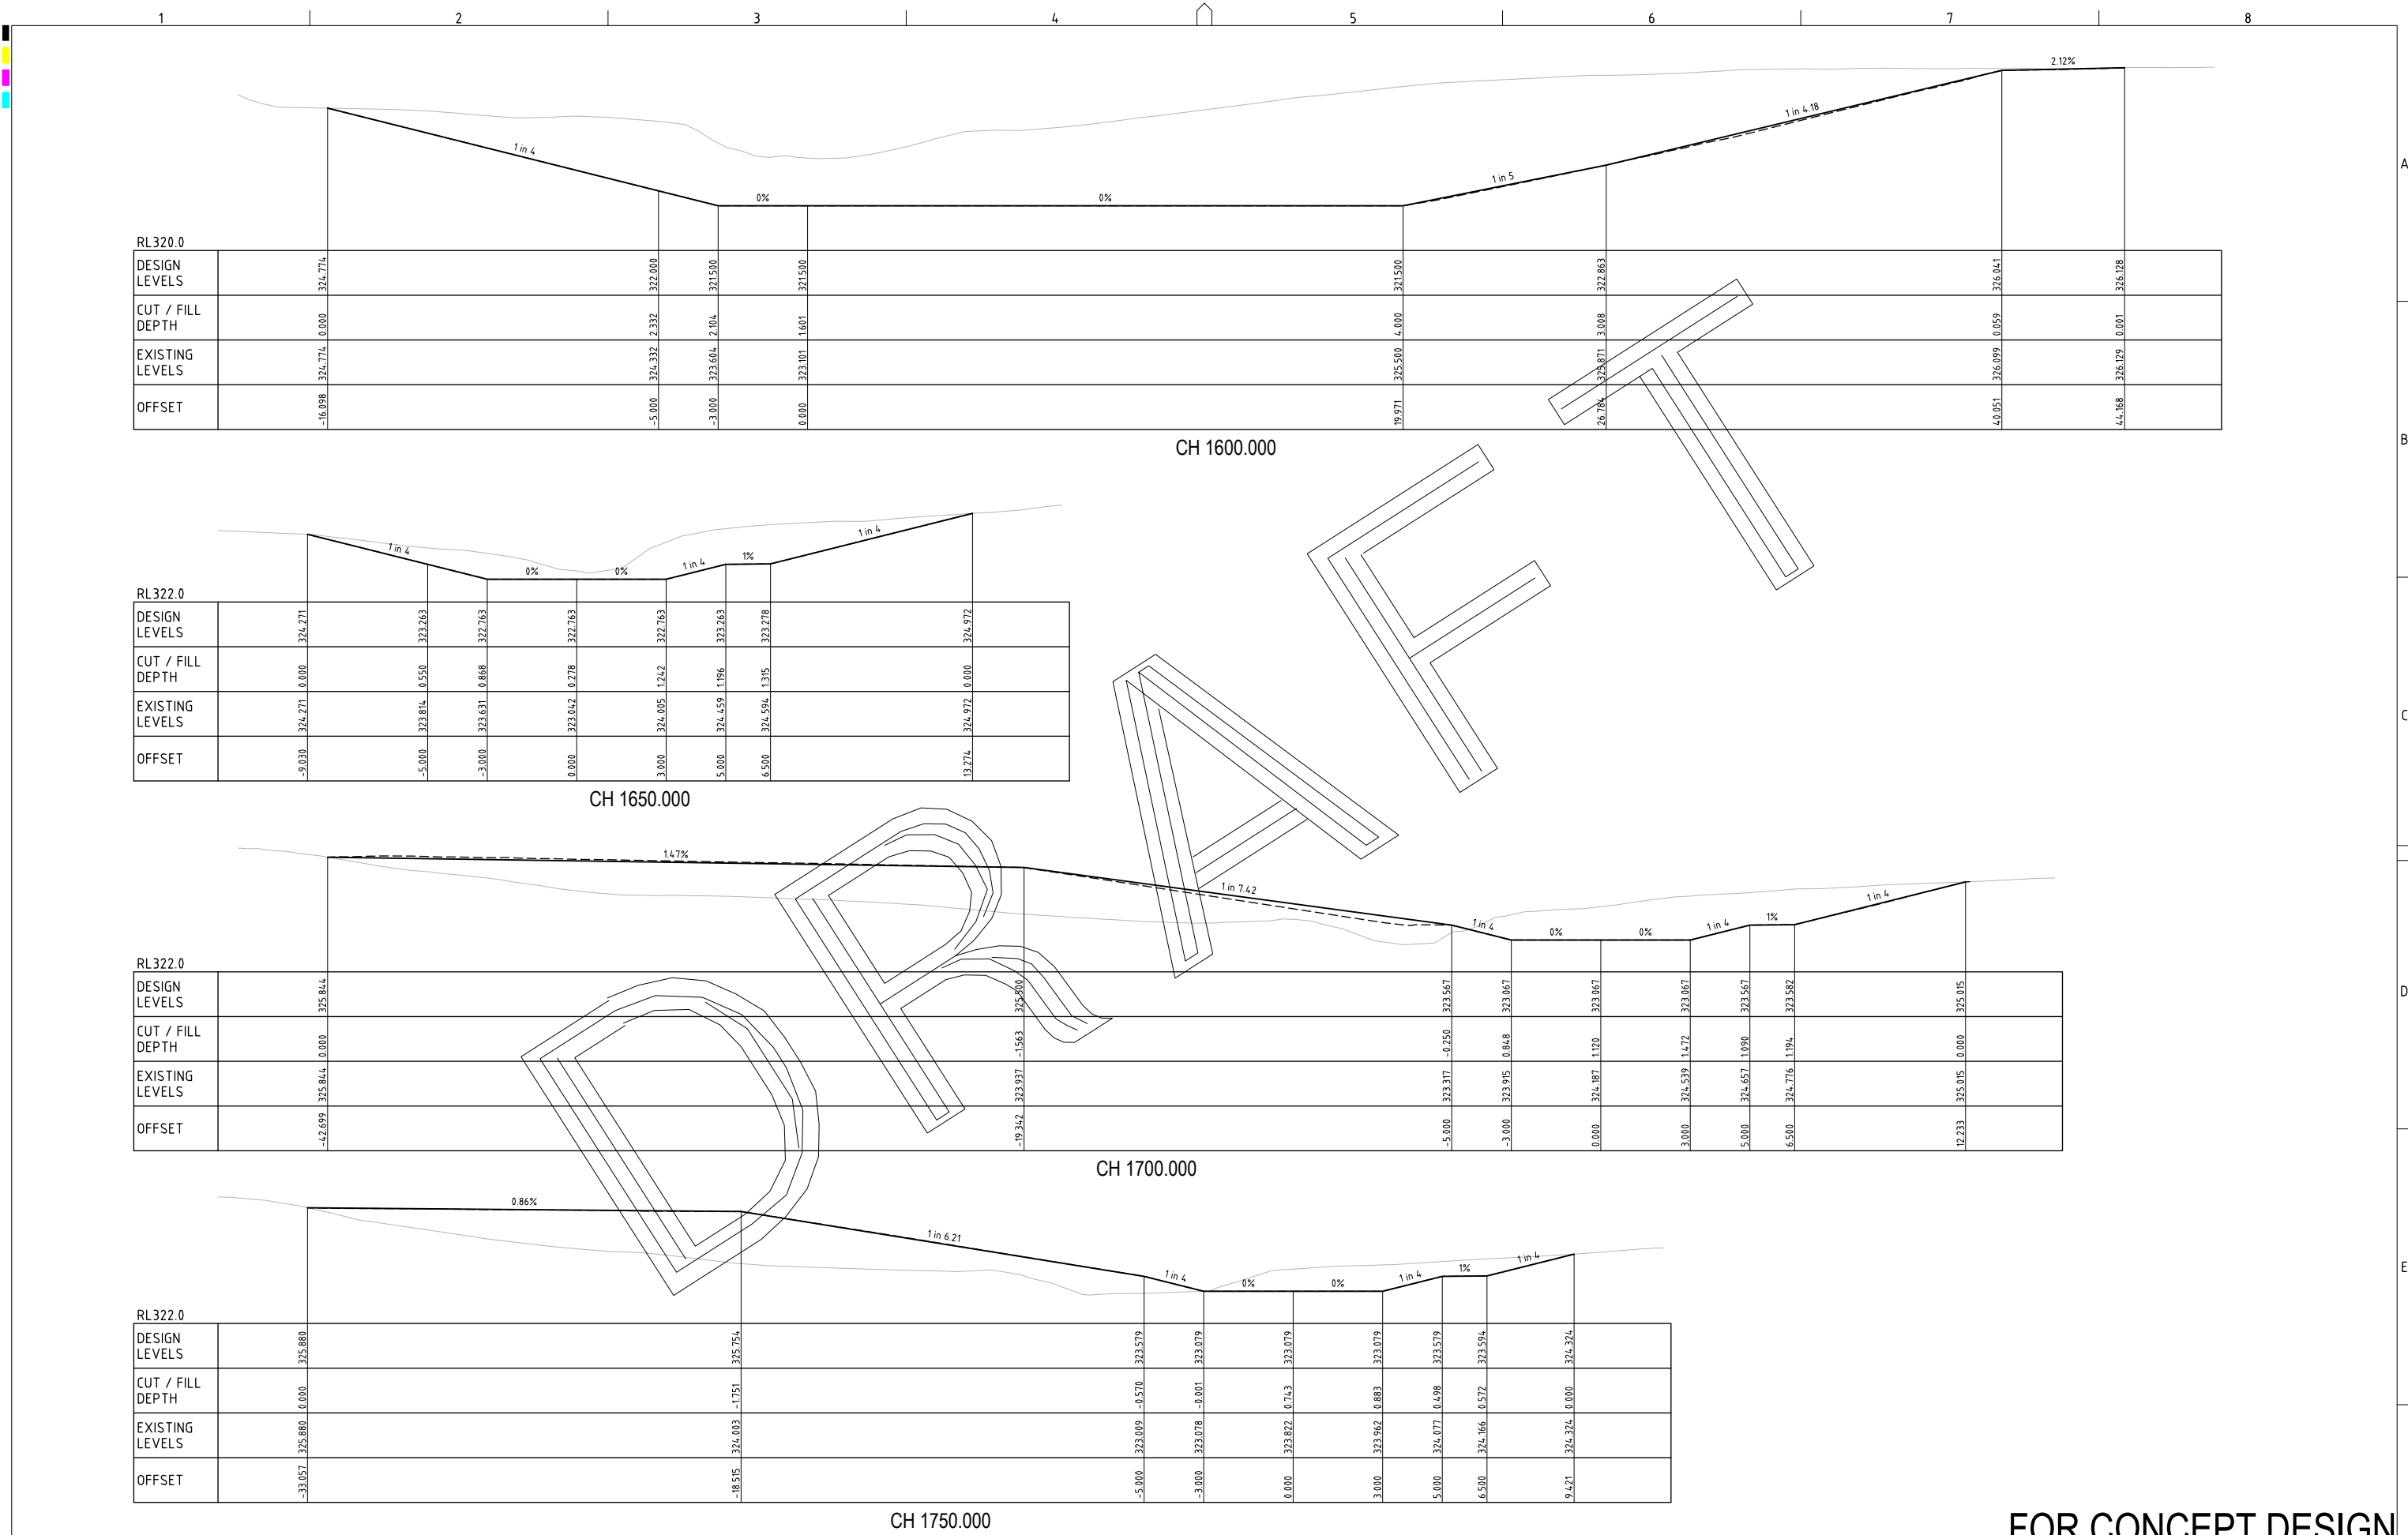 1 2 3 4 5 6 7 8
A
B
C
D
E
2.12%
1 in 4.18
1 in 4
1 in 5
0% 0%
RL320.0
DESIGN LEVELS 324.774 322.000 321.500 321.500 321.500 322.863 326.041 326.128
CUT / FILL DEPTH 0.000 2.332 2.104 1.601 4.000 3.008 0.059 0.001
EXISTING LEVELS 324.774 324.332 323.604 323.101 325.500 325.871 326.099 326.129
OFFSET -16.098 -5.000 -3.000 0.000 19.971 26.784 40.051 44.168
CH 1600.000
1 in 4 0% 0% 1 in 4 1% 1 in 4
RL322.0
DESIGN LEVELS 324.271 323.263 322.763 322.763 322.763 323.263 323.278 324.972
CUT / FILL DEPTH 0.000 0.550 0.868 0.278 1.242 1.196 1.315 0.000
EXISTING LEVELS 324.271 323.814 323.631 323.042 324.005 324.459 324.594 324.972
OFFSET -9.030 -5.000 -3.000 0.000 3.000 5.000 6.500 13.274
CH 1650.000
1.47% 1 in 7.42 1 in 4 0% 0% 1 in 4 1% 1 in 4
RL322.0
DESIGN LEVELS 325.844 325.500 323.567 323.067 323.067 323.067 323.567 323.582 325.015
CUT / FILL DEPTH 0.000 -1.563 -0.250 0.848 1.120 1.472 1.090 1.194 0.000
EXISTING LEVELS 325.844 323.937 323.317 323.915 324.187 324.539 324.657 324.776 325.015
OFFSET -42.699 -19.342 -5.000 -3.000 0.000 3.000 5.000 6.500 12.233
CH 1700.000
0.86% 1 in 6.21 1 in 4 0% 0% 1 in 4 1% 1 in 4
RL322.0
DESIGN LEVELS 325.880 325.754 323.579 323.079 323.079 323.079 323.579 323.594 324.324
CUT / FILL DEPTH 0.000 -1.751 -0.570 -0.001 0.743 0.883 0.498 0.572 0.000
EXISTING LEVELS 325.880 324.003 323.009 323.078 323.822 323.962 324.077 324.166 324.324
OFFSET -33.057 -18.515 -5.000 -3.000 0.000 3.000 5.000 6.500 9.421
CH 1750.000
DRAFT
FOR CONCEPT DESIGN